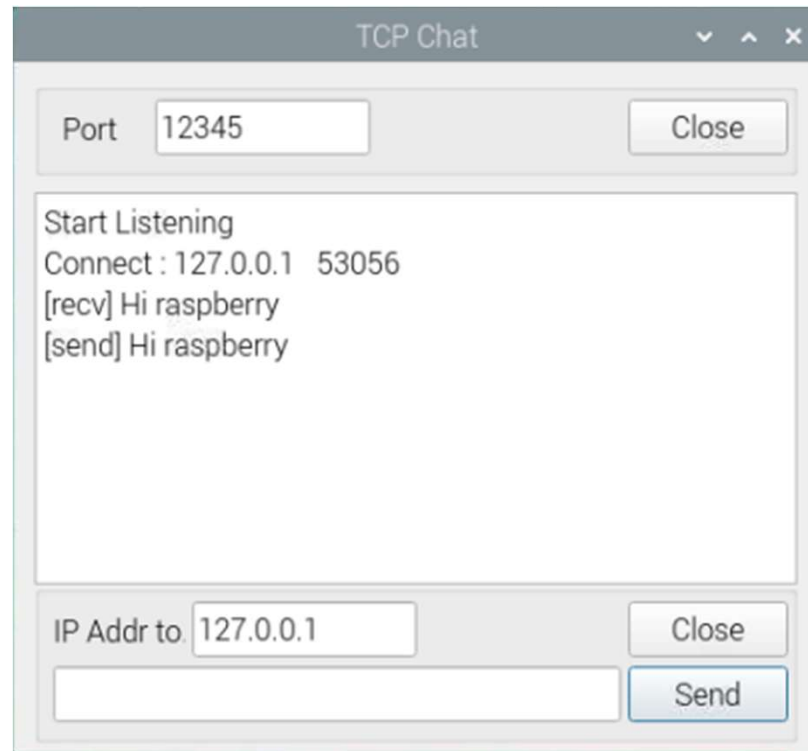 TCP Chat
Port 12345 Close
Start Listening
Connect : 127.0.0.1 53056
[recv] Hi raspberry
[send] Hi raspberry
IP Addr to. 127.0.0.1 Close
Send